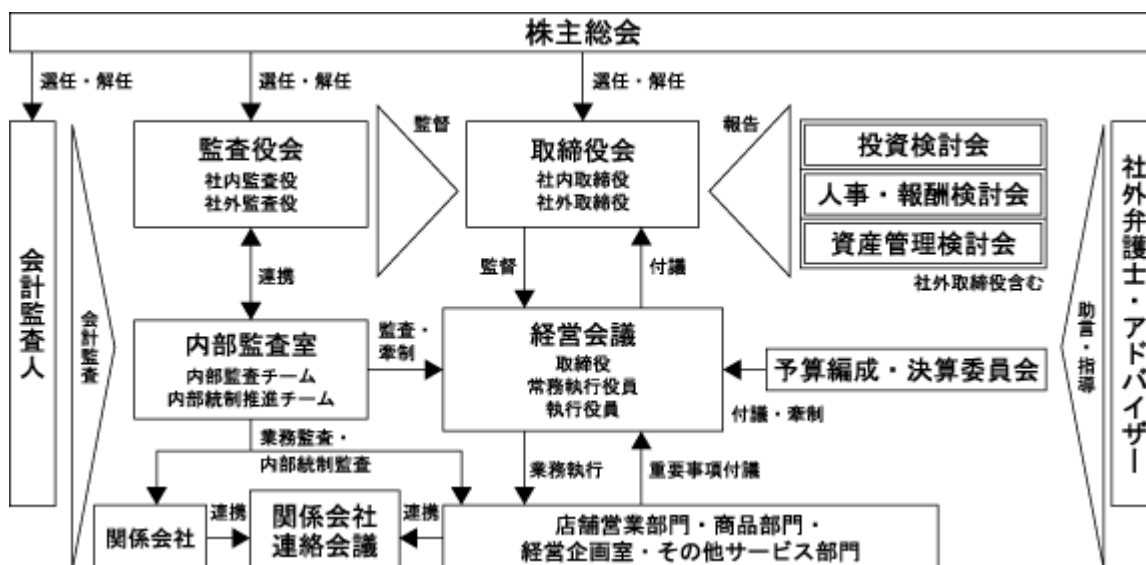 株主総会
選任・解任
選任・解任
選任・解任
会計監査人
会計監査
監査役会
社内監査役
社外監査役
監督
取締役会
社内取締役
社外取締役
報告
投資検討会
人事・報酬検討会
資産管理検討会
社外取締役含む
社外弁護士・アドバイザー
助言・指導
連携
監督
付議
内部監査室
内部監査チーム
内部統制推進チーム
監査・
牽制
経営会議
取締役
常務執行役員
執行役員
予算編成・決算委員会
付議・牽制
業務監査・
内部統制監査
業務執行
重要事項付議
関係会社
連携
関係会社
連絡会議
連携
店舗営業部門・商品部門・
経営企画室・その他サービス部門